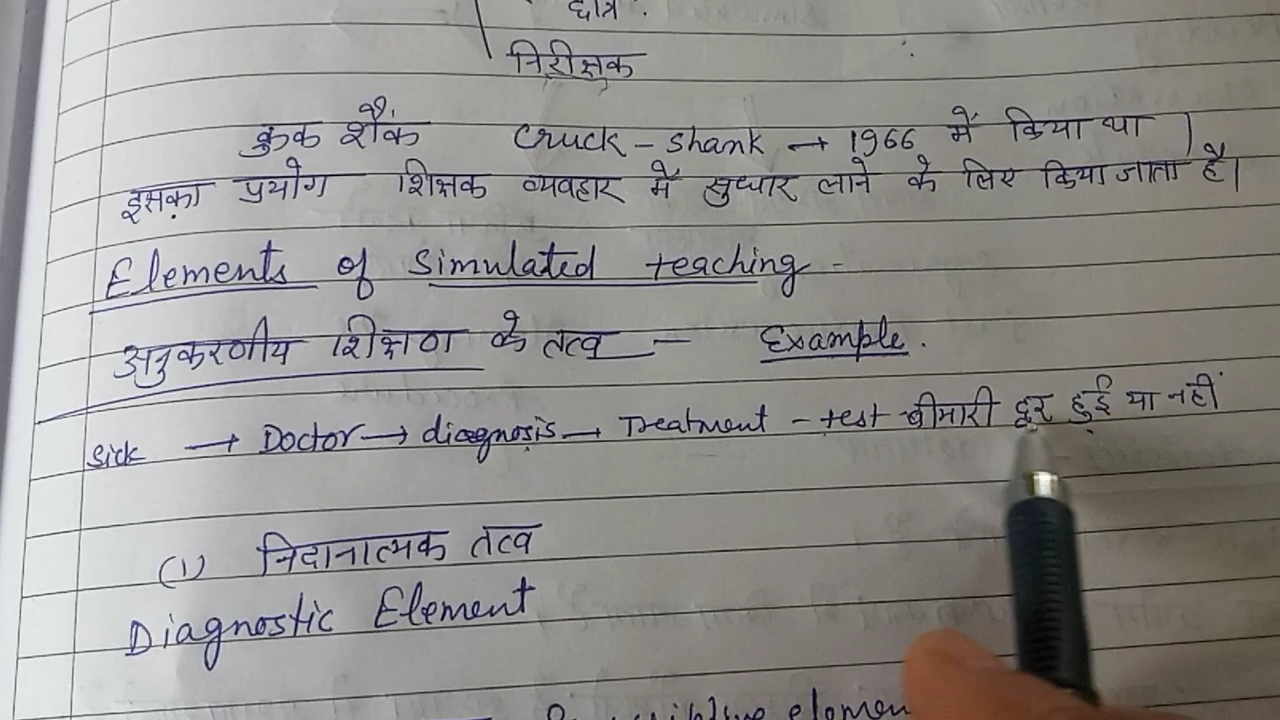 छात्र .
निरीक्षक
क्रुक शैंक Cruck - Shank → 1966 में किया था |
इसका प्रयोग शिक्षक व्यवहार में सुधार लाने के लिए किया जाता है|
Elements of Simulated teaching -
अनुकरणीय शिक्षण के तत्व — Example.
Sick → Doctor → diagnosis → Treatment - test बीमारी दूर हुई या नहीं
(1) निदानात्मक तत्व
Diagnostic Element